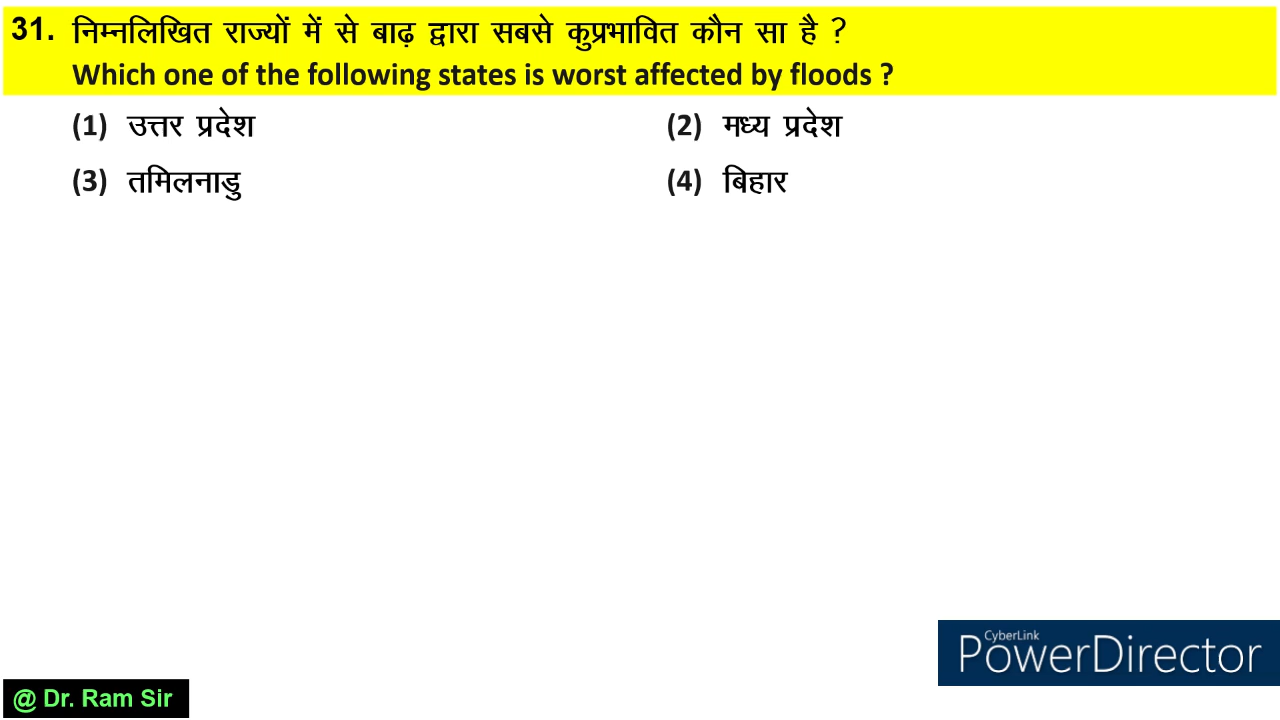 31. निम्नलिखित राज्यों में से बाढ़ द्वारा सबसे कुप्रभावित कौन सा है ?
Which one of the following states is worst affected by floods ?
(1) उत्तर प्रदेश (2) मध्य प्रदेश
(3) तमिलनाडु (4) बिहार
CyberLink
PowerDirector
@ Dr. Ram Sir